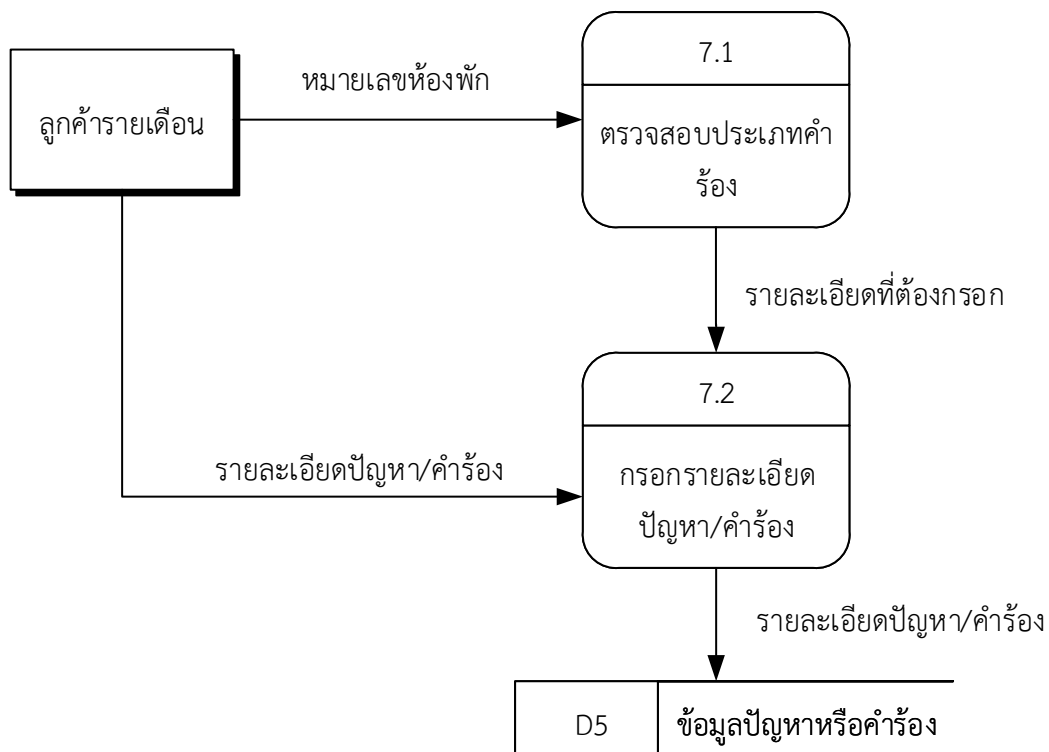 7.1
หมายเลขห้องพัก
ลูกค้ารายเดือน
ตรวจสอบประเภทคำ
ร้อง
รายละเอียดที่ต้องกรอก
7.2
รายละเอียดปัญหา/คำร้อง
กรอกรายละเอียด
ปัญหา/คำร้อง
รายละเอียดปัญหา/คำร้อง
D5 ข้อมูลปัญหาหรือคำร้อง